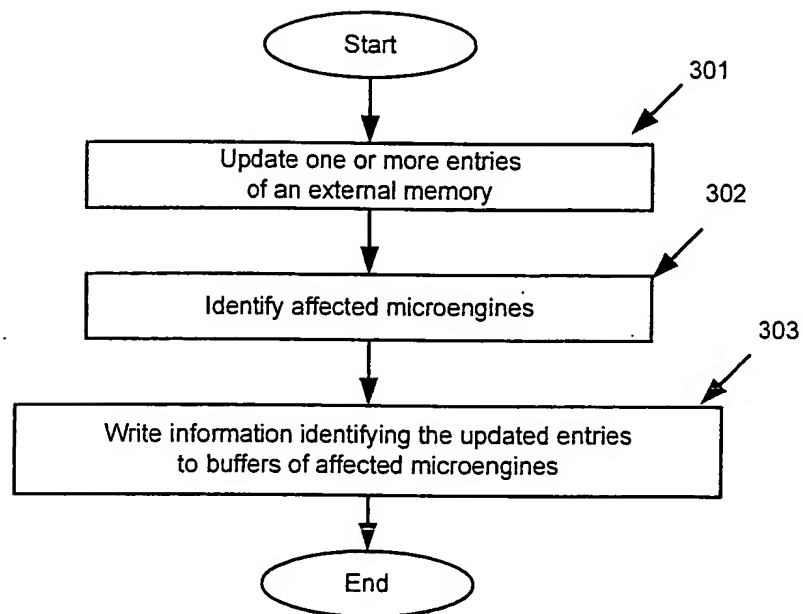 Start
301
Update one or more entries
of an external memory
302
Identify affected microengines
303
Write information identifying the updated entries
to buffers of affected microengines
End